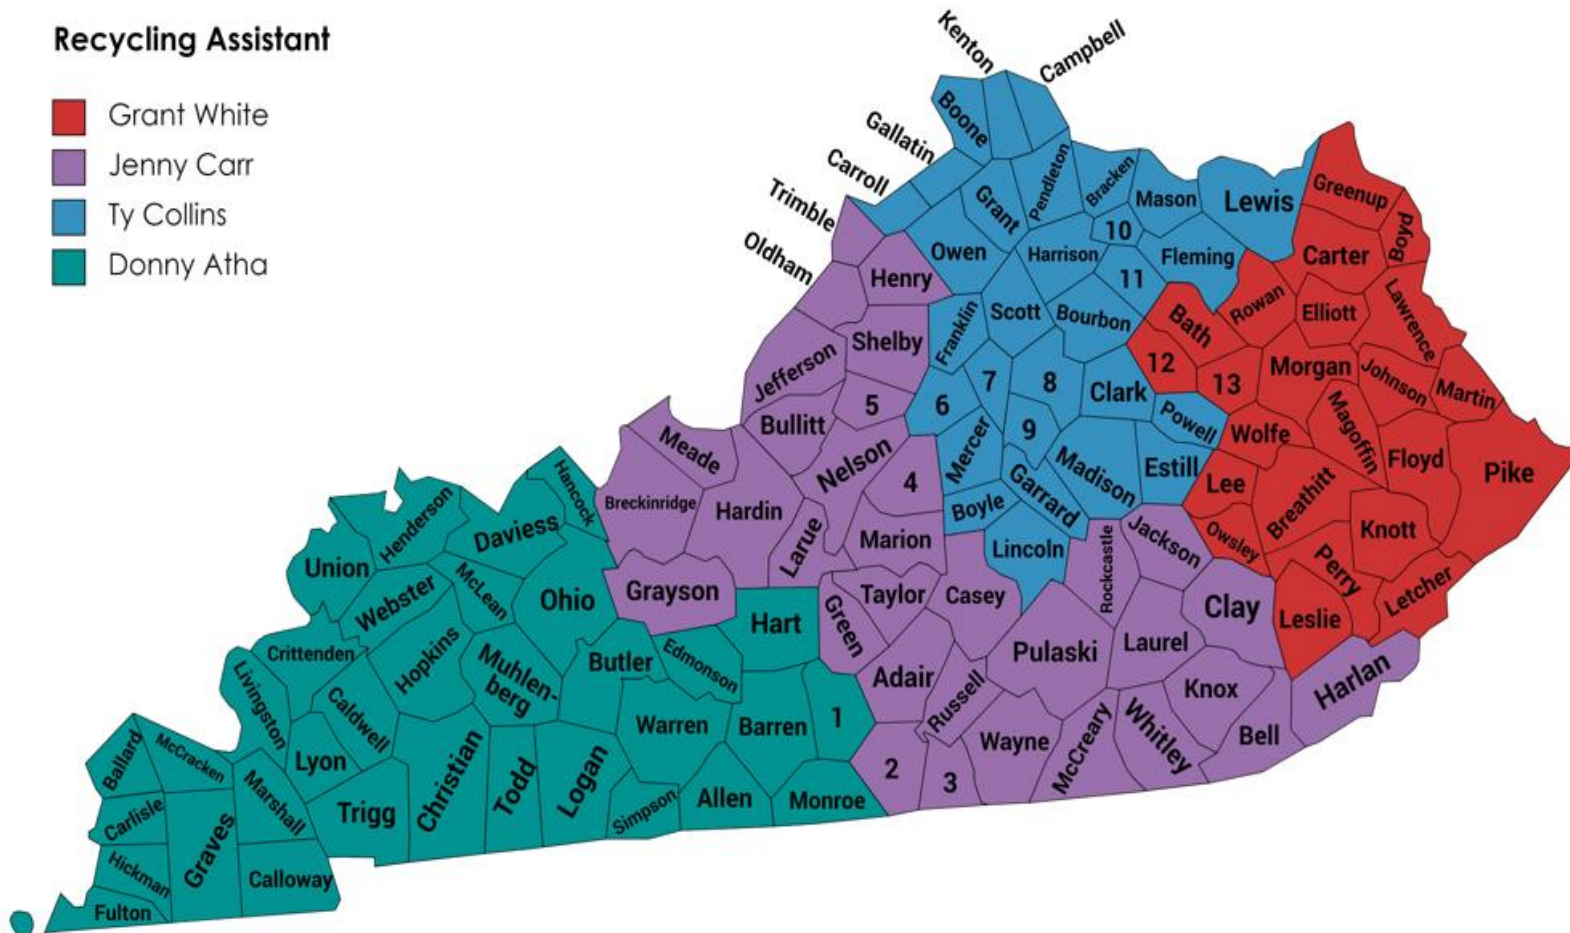 Recycling Assistant
Grant White
Jenny Carr
Ty Collins
Donny Atha
Kenton
Campbell
Boone
Gallatin
Carroll
Trimble
Oldham
Grant
Pendleton
Bracken
Mason
Lewis
Greenup
Boyd
Owen
Harrison
10
Fleming
Carter
Henry
11
Rowan
Elliott
Lawrence
Franklin
Scott
Bourbon
Bath
Shelby
Jefferson
12
13
Morgan
Johnson
Martin
5
6
7
8
Clark
Powell
Wolfe
Magoffin
Floyd
Pike
Bullitt
9
Meade
Nelson
Mercer
Madison
Estill
Lee
Breathitt
Knott
4
Garrard
Boyle
Hancock
Breckinridge
Hardin
Larue
Marion
Lincoln
Rockcastle
Jackson
Owsley
Perry
Letcher
Henderson
Daviess
Union
Webster
McLean
Ohio
Grayson
Hart
Green
Taylor
Casey
Clay
Leslie
Crittenden
Hopkins
Muhlen-
berg
Butler
Edmonson
Adair
Pulaski
Laurel
Harlan
Livingston
Caldwell
Russell
Knox
Warren
Barren
1
Wayne
McCreary
Whitley
Bell
Ballard
McCracken
Lyon
Christian
Todd
Logan
2
3
Marshall
Trigg
Simpson
Allen
Monroe
Carlisle
Graves
Hickman
Calloway
Fulton